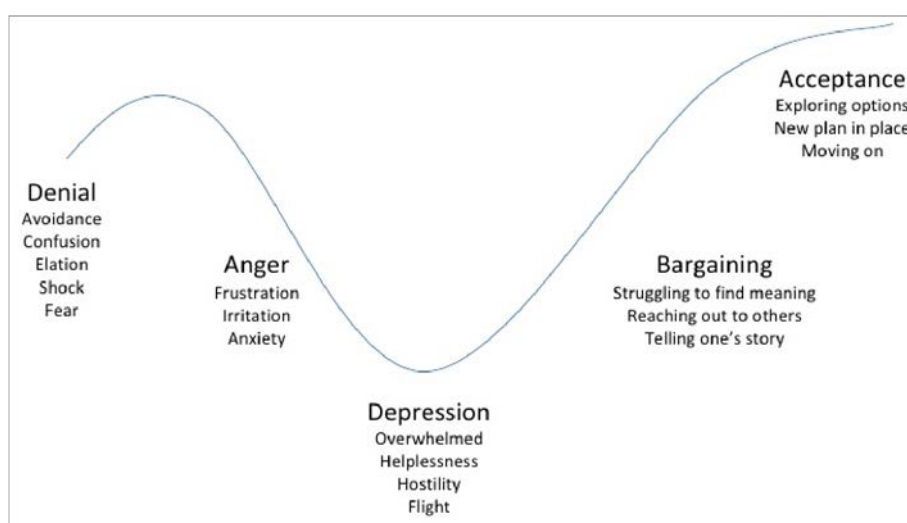 Denial
Avoidance
Confusion
Elation
Shock
Fear
Anger
Frustration
Irritation
Anxiety
Depression
Overwhelmed
Helplessness
Hostility
Flight
Bargaining
Struggling to find meaning
Reaching out to others
Telling one's story
Acceptance
Exploring options
New plan in place
Moving on